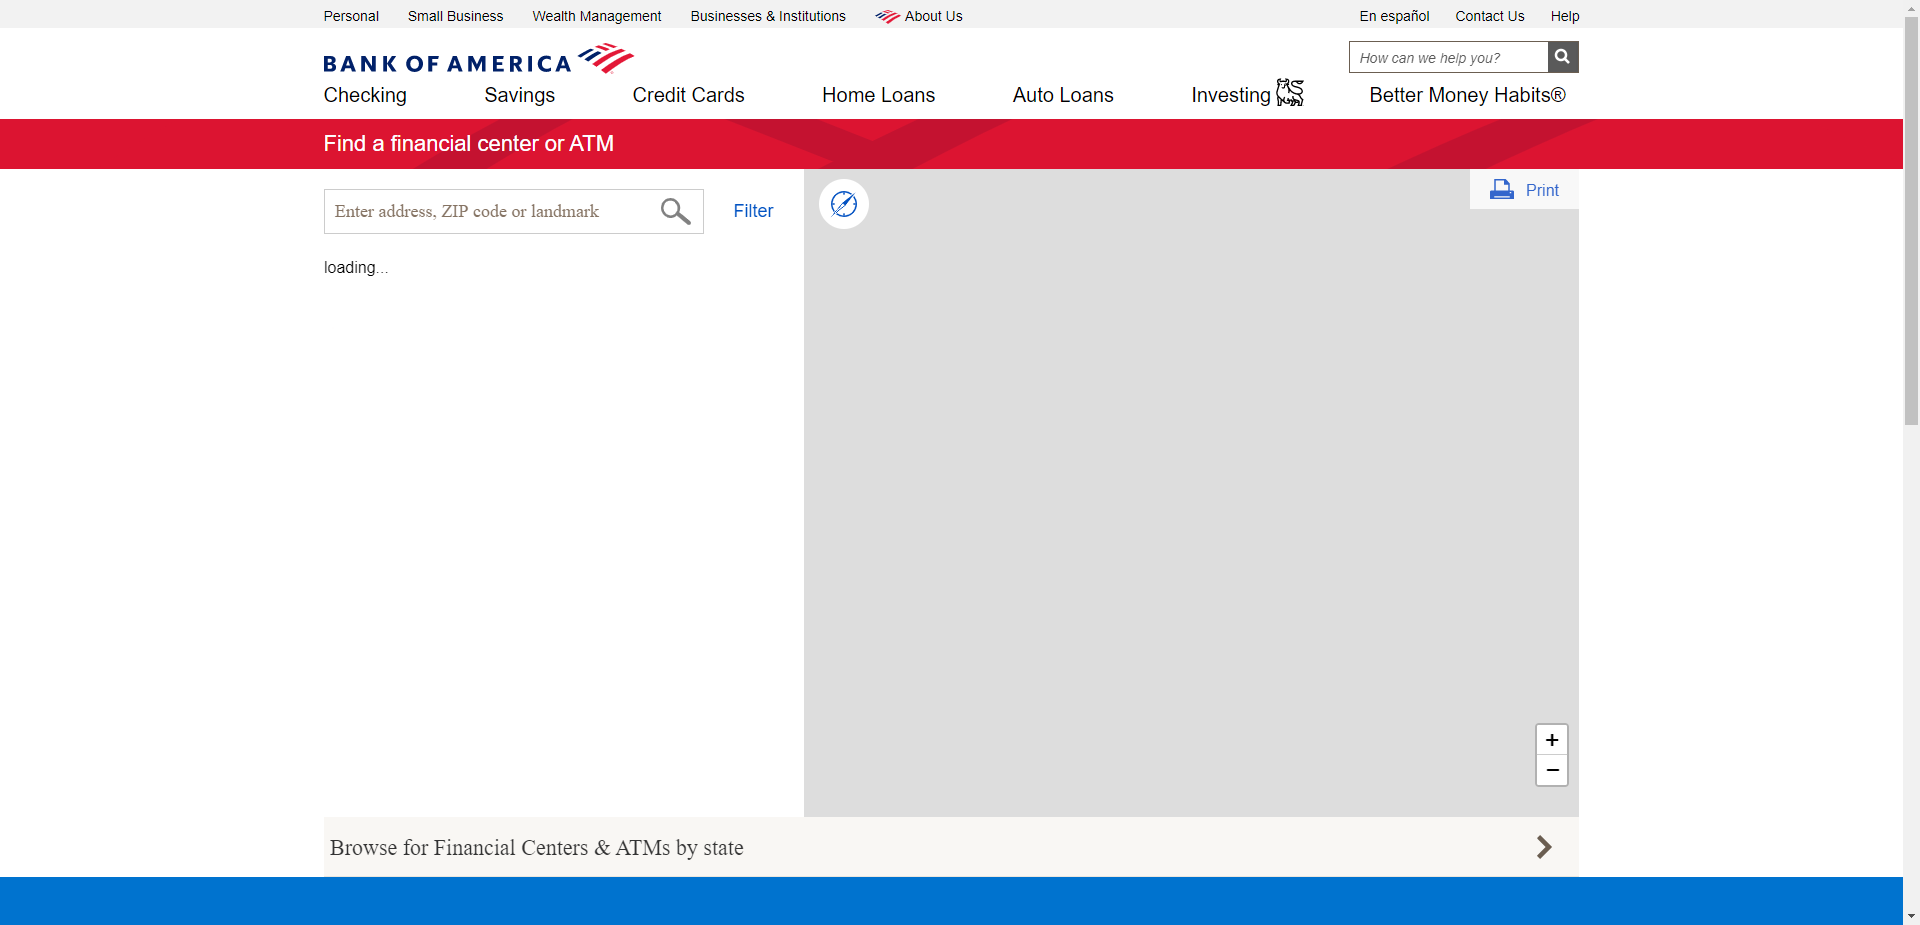 Personal Small Business Wealth Management Businesses & Institutions About Us En español Contact Us Help
BANK OF AMERICA
How can we help you?
Checking Savings Credit Cards Home Loans Auto Loans Investing Better Money Habits®
Find a financial center or ATM
Enter address, ZIP code or landmark
Filter
Print
loading...
+
−
Browse for Financial Centers & ATMs by state